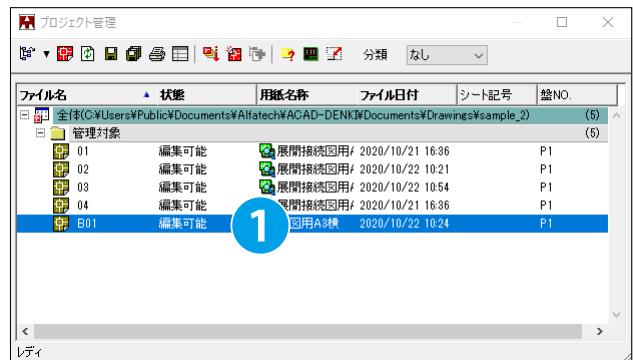 プロジェクト管理
分類 なし
ファイル名 状態 用紙名称 ファイル日付 シート記号 盤NO.
全体(C:¥Users¥Public¥Documents¥Alfatech¥ACAD-DENKI¥Documents¥Drawings¥sample_2) (5)
管理対象 (5)
01 編集可能 展開接続図用A 2020/10/21 16:36 P1
02 編集可能 展開接続図用A 2020/10/22 10:21 P1
03 編集可能 展開接続図用A 2020/10/22 10:54 P1
04 編集可能 展開接続図用A 2020/10/21 16:36 P1
B01 編集可能 1 図用A3横 2020/10/22 10:24 P1
レディ